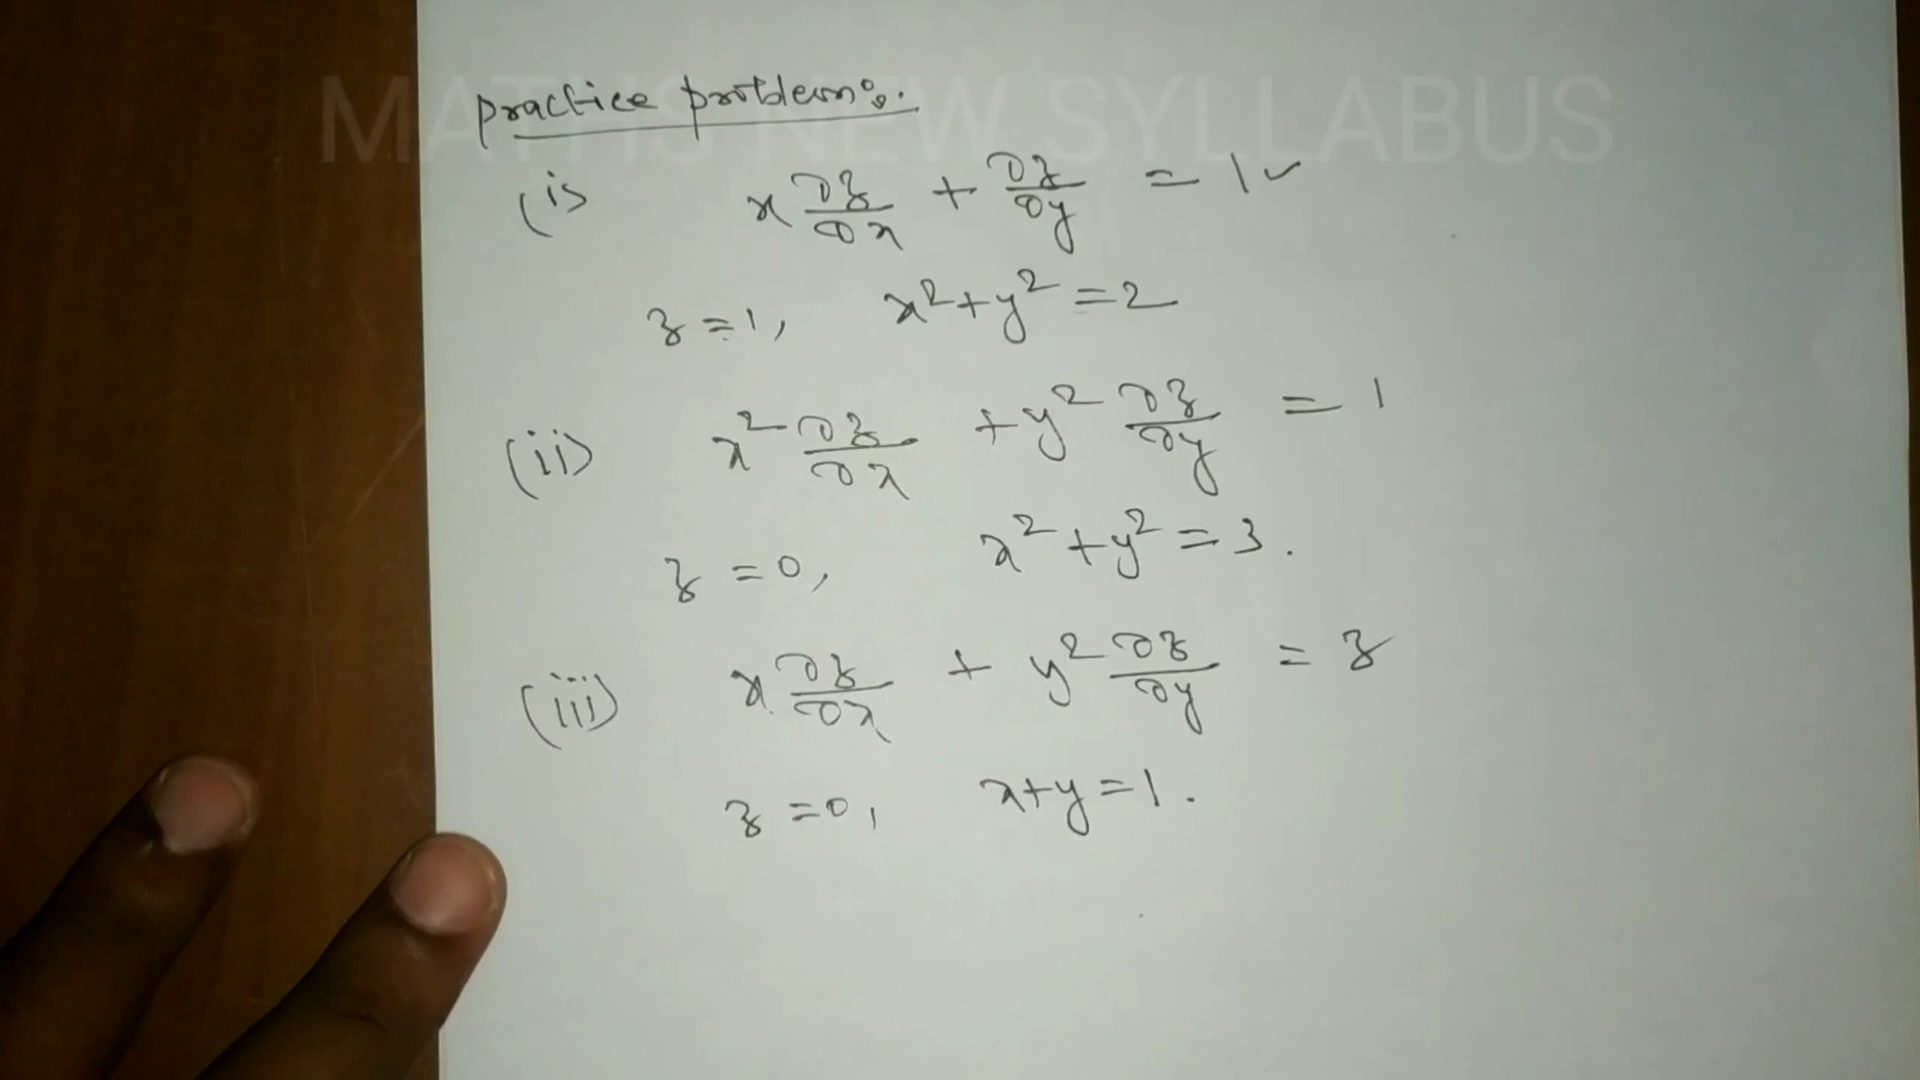 MATHS NEW SYLLABUS
practice problems.
(i) x ∂z/∂x + ∂z/∂y = 1
z = 1, x² + y² = 2
(ii) x² ∂z/∂x + y² ∂z/∂y = 1
z = 0, x² + y² = 3.
(iii) x ∂z/∂x + y² ∂z/∂y = z
z = 0, x + y = 1.